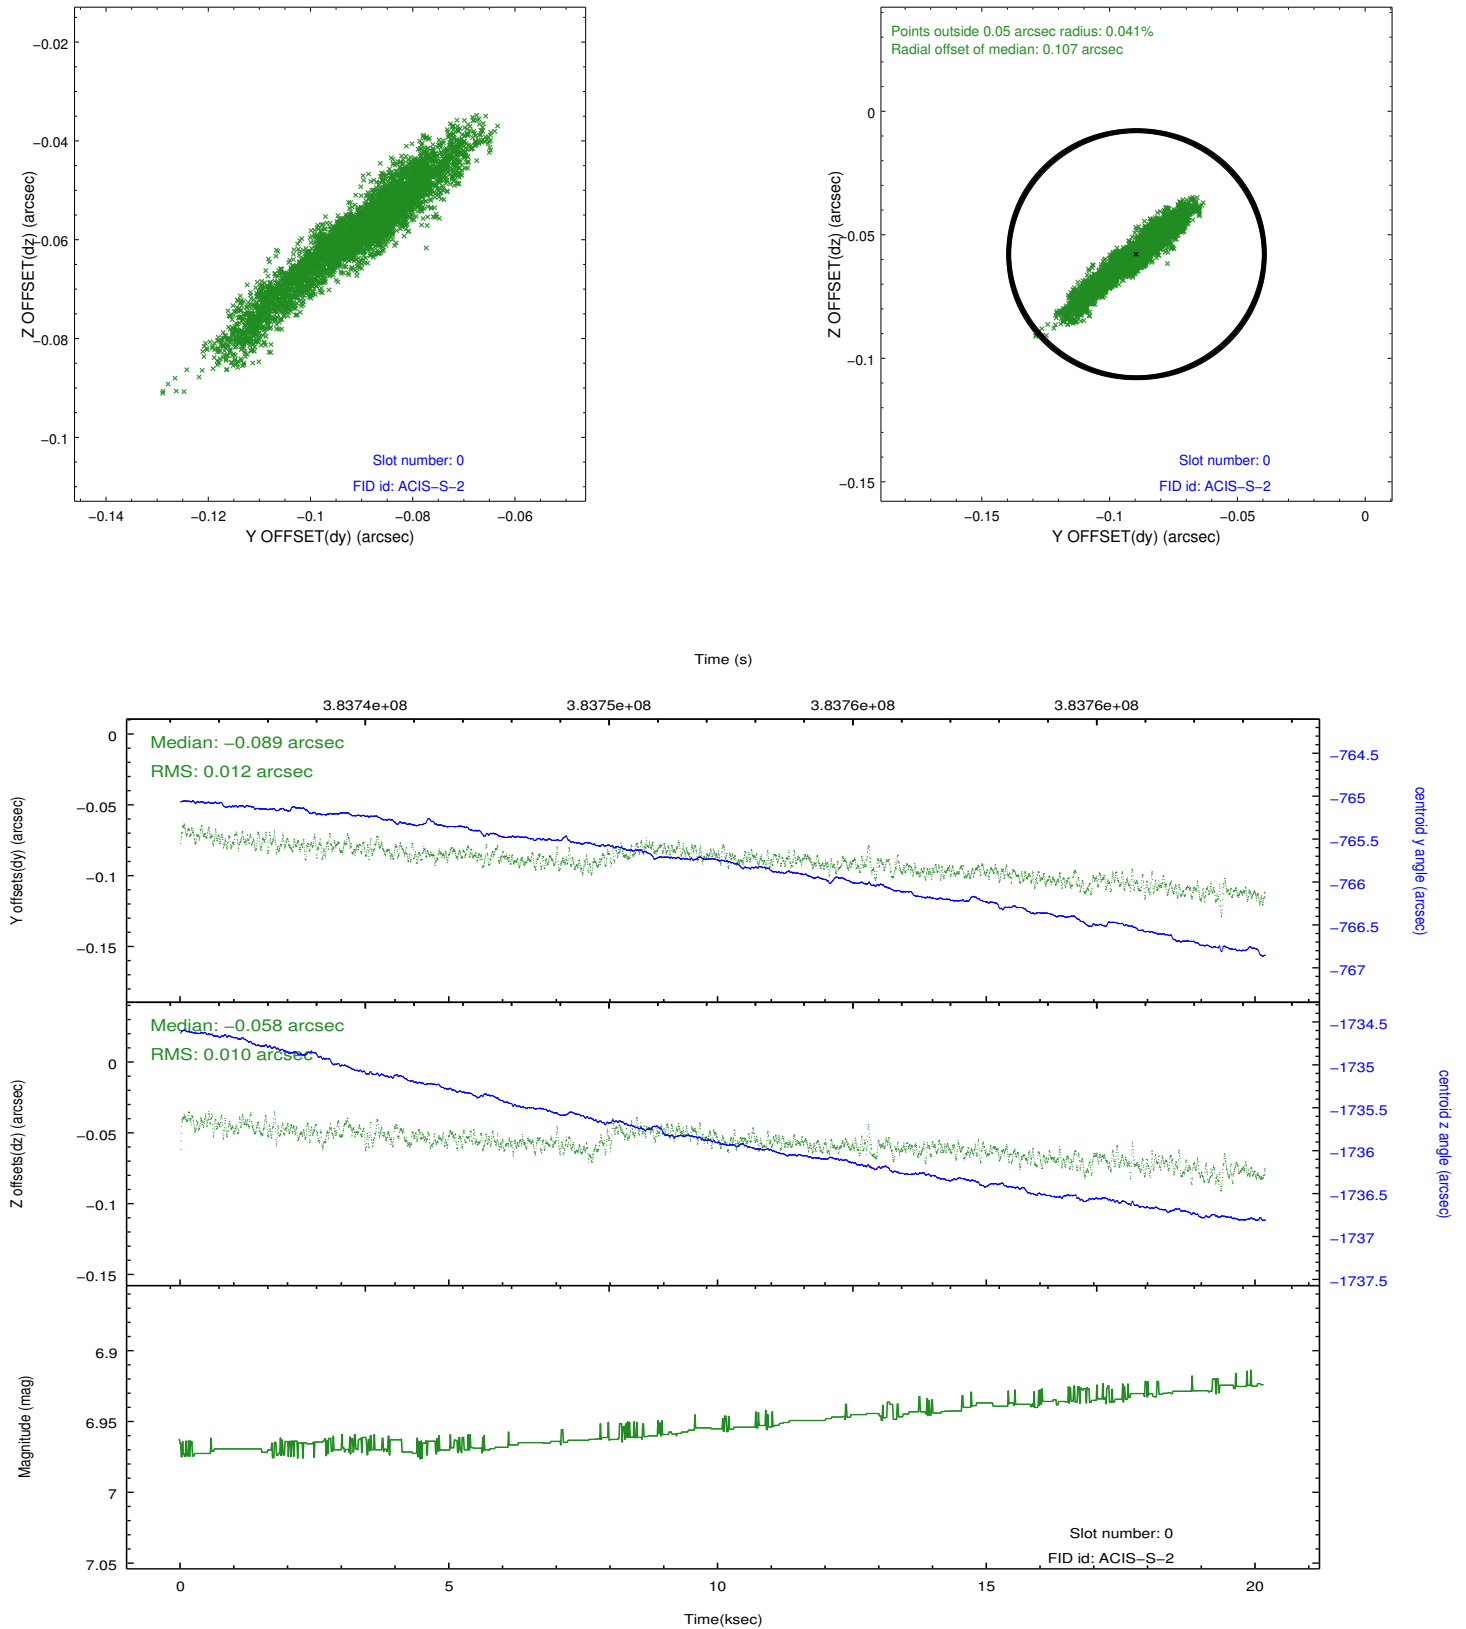 −0.02
−0.04
−0.06
−0.08
−0.1
Z OFFSET(dz) (arcsec)
Slot number: 0
FID id: ACIS−S−2
−0.14 −0.12 −0.1 −0.08 −0.06
Y OFFSET(dy) (arcsec)
Points outside 0.05 arcsec radius: 0.041%
Radial offset of median: 0.107 arcsec
0
−0.05
−0.1
−0.15
Z OFFSET(dz) (arcsec)
Slot number: 0
FID id: ACIS−S−2
−0.15 −0.1 −0.05 0
Y OFFSET(dy) (arcsec)
Time (s)
3.8374e+08 3.8375e+08 3.8376e+08 3.8376e+08
Median: −0.089 arcsec
RMS: 0.012 arcsec
0
−0.05
−0.1
−0.15
Y offsets(dy) (arcsec)
−764.5
−765
−765.5
−766
−766.5
−767
centroid y angle (arcsec)
Median: −0.058 arcsec
RMS: 0.010 arcsec
0
−0.05
−0.1
−0.15
Z offsets(dz) (arcsec)
−1734.5
−1735
−1735.5
−1736
−1736.5
−1737
−1737.5
centroid z angle (arcsec)
6.9
6.95
7
7.05
Magnitude (mag)
Slot number: 0
FID id: ACIS−S−2
0 5 10 15 20
Time(ksec)